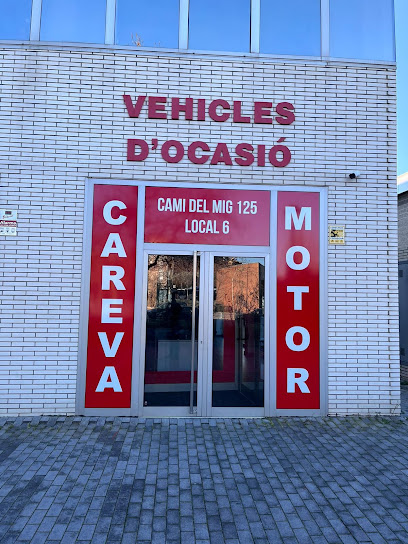 VEHICLES
D'OCASIÓ
CAMI DEL MIG 125
LOCAL 6
CAREVA
MOTOR